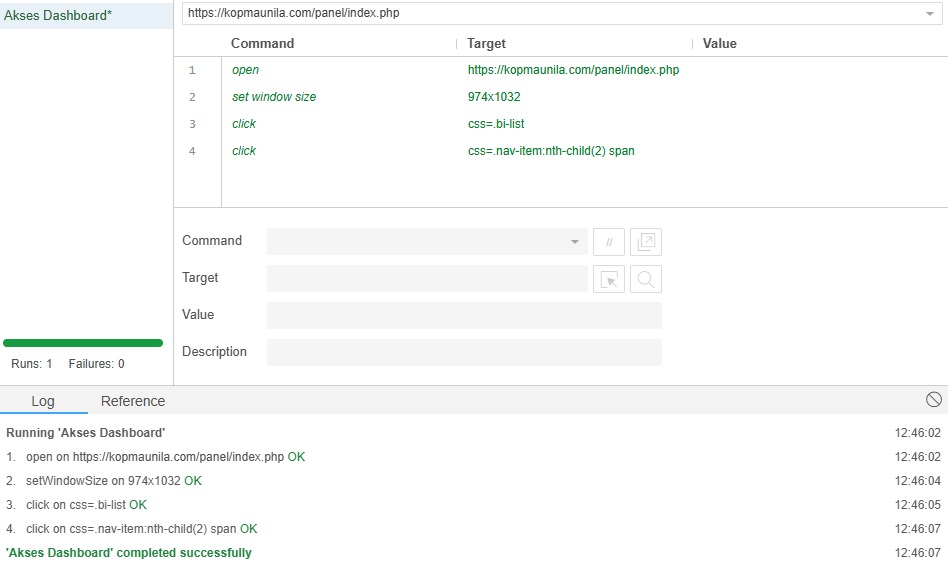 Akses Dashboard*
https://kopmaunila.com/panel/index.php
Command Target Value
1 open https://kopmaunila.com/panel/index.php
2 set window size 974x1032
3 click css=.bi-list
4 click css=.nav-item:nth-child(2) span
Command //
Target
Value
Description
Runs: 1 Failures: 0
Log Reference
Running 'Akses Dashboard' 12:46:02
1. open on https://kopmaunila.com/panel/index.php OK 12:46:02
2. setWindowSize on 974x1032 OK 12:46:04
3. click on css=.bi-list OK 12:46:05
4. click on css=.nav-item:nth-child(2) span OK 12:46:07
'Akses Dashboard' completed successfully 12:46:07